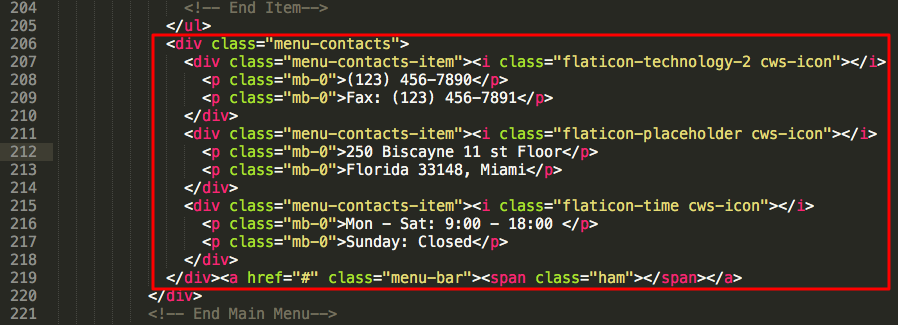 204 <!-- End Item-->
205 </ul>
206 <div class="menu-contacts">
207 <div class="menu-contacts-item"><i class="flaticon-technology-2 cws-icon"></i>
208 <p class="mb-0">(123) 456-7890</p>
209 <p class="mb-0">Fax: (123) 456-7891</p>
210 </div>
211 <div class="menu-contacts-item"><i class="flaticon-placeholder cws-icon"></i>
212 <p class="mb-0">250 Biscayne 11 st Floor</p>
213 <p class="mb-0">Florida 33148, Miami</p>
214 </div>
215 <div class="menu-contacts-item"><i class="flaticon-time cws-icon"></i>
216 <p class="mb-0">Mon - Sat: 9:00 - 18:00 </p>
217 <p class="mb-0">Sunday: Closed</p>
218 </div>
219 </div><a href="#" class="menu-bar"><span class="ham"></span></a>
220 </div>
221 <!-- End Main Menu-->